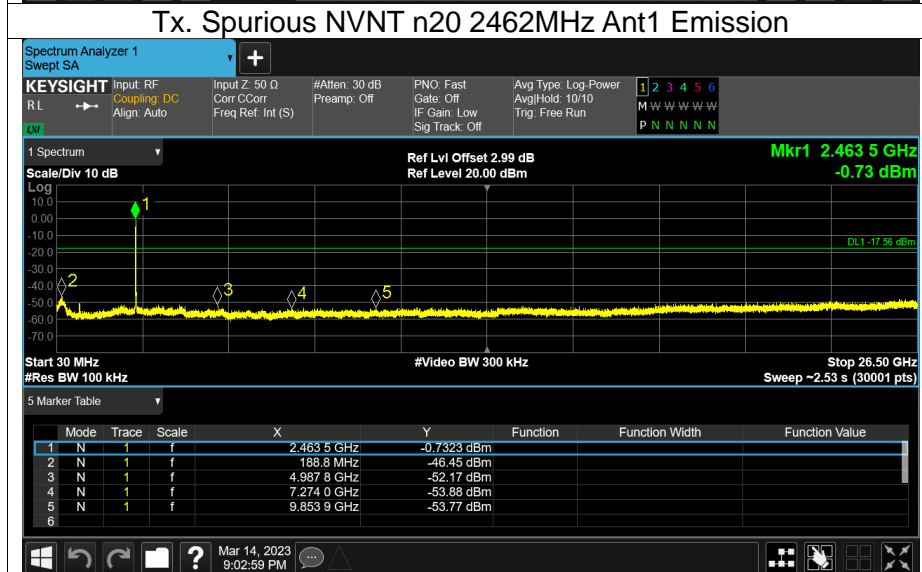 Tx. Spurious NVNT n20 2462MHz Ant1 Emission
Spectrum Analyzer 1
Swept SA
+
KEYSIGHT Input: RF Input Z: 50 Ω #Atten: 30 dB PNO: Fast Avg Type: Log-Power 1 2 3 4 5 6
RL Coupling: DC Corr CCorr Preamp: Off Gate: Off Avg|Hold: 10/10 M W W W W W
Align: Auto Freq Ref: Int (S) IF Gain: Low Trig: Free Run
LXI Sig Track: Off P N N N N N
1 Spectrum Ref Lvl Offset 2.99 dB Mkr1 2.463 5 GHz
Scale/Div 10 dB Ref Level 20.00 dBm -0.73 dBm
Log
10.0 1
0.00
-10.0
DL1 -17.56 dBm
-20.0
-30.0
-40.0 2
3 4 5
-50.0
-60.0
-70.0
Start 30 MHz #Video BW 300 kHz Stop 26.50 GHz
#Res BW 100 kHz Sweep ~2.53 s (30001 pts)
5 Marker Table
Mode Trace Scale X Y Function Function Width Function Value
1 N 1 f 2.463 5 GHz -0.7323 dBm
2 N 1 f 188.8 MHz -46.45 dBm
3 N 1 f 4.987 8 GHz -52.17 dBm
4 N 1 f 7.274 0 GHz -53.88 dBm
5 N 1 f 9.853 9 GHz -53.77 dBm
6
? Mar 14, 2023
9:02:59 PM